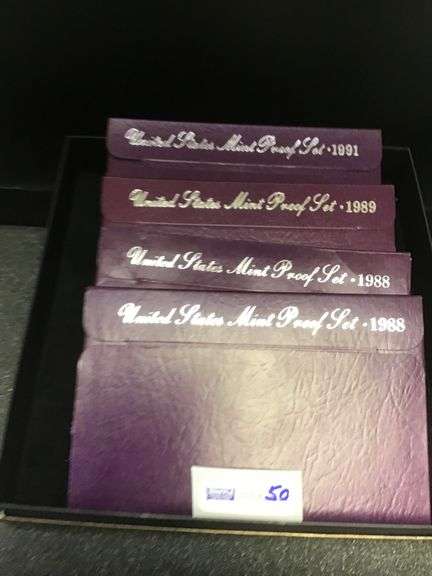 United States Mint Proof Set • 1991
United States Mint Proof Set • 1989
United States Mint Proof Set • 1988
United States Mint Proof Set • 1988
50